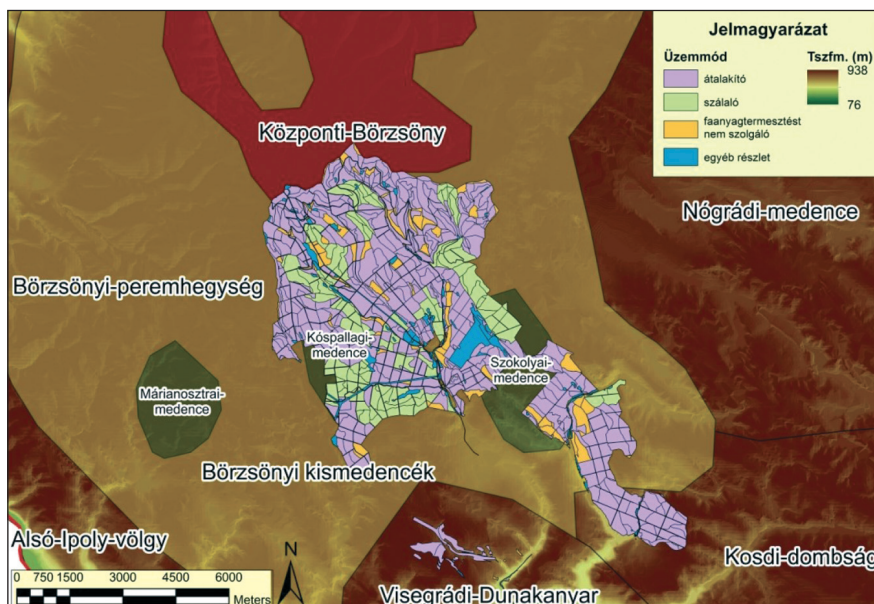 Jelmagyarázat
Üzemmód
Tszfm. (m)
átalakító
938
szálaló
76
faanyagtermesztést
nem szolgáló
egyéb részlet
Központi-Börzsöny
Nógrádi-medence
Börzsönyi-peremhegység
Kóspallagi-
medence
Szokolyai-
medence
Márianosztrai-
medence
Börzsönyi kismedencék
Alsó-Ipoly-völgy
N
Kosdi-dombság
0 750 1500 3000 4500 6000
Meters
Visegrádi-Dunakanyar